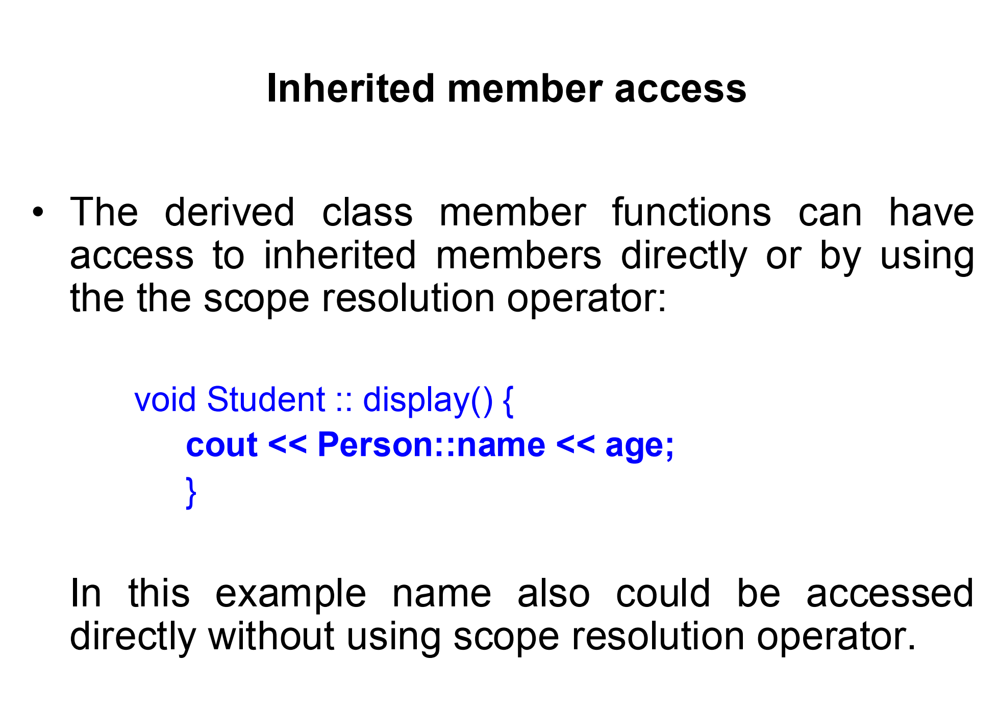 Inherited member access
• The derived class member functions can have
access to inherited members directly or by using
the the scope resolution operator:
void Student :: display() {
cout << Person::name << age;
}
In this example name also could be accessed
directly without using scope resolution operator.